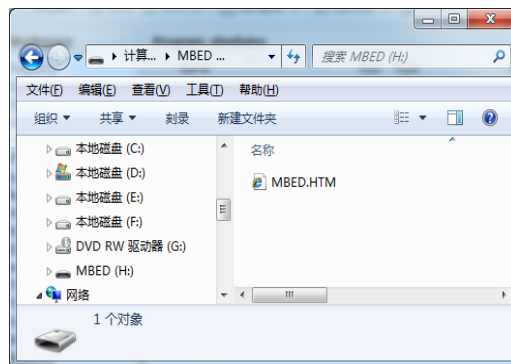 计算... MBED ... 搜索 MBED (H:)
文件(F) 编辑(E) 查看(V) 工具(T) 帮助(H)
组织 共享 刻录 新建文件夹
本地磁盘 (C:)
本地磁盘 (D:)
本地磁盘 (E:)
本地磁盘 (F:)
DVD RW 驱动器 (G:)
MBED (H:)
网络
名称
MBED.HTM
1 个对象